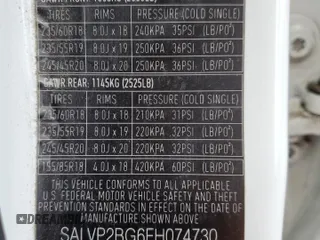 TIRES RIMS PRESSURE (COLD SINGLE)
235/60R18 8.0J x 18 240KPA 35PSI (LB/PO²)
235/55R19 8.0J x 19 250KPA 36PSI (LB/PO²)
245/45R20 8.0J x 20 250KPA 36PSI (LB/PO²)
GAWR REAR: 1145KG (2525LB)
TIRES RIMS PRESSURE (COLD SINGLE)
235/60R18 8.0J x 18 210KPA 31PSI (LB/PO²)
235/55R19 8.0J x 19 220KPA 32PSI (LB/PO²)
245/45R20 8.0J x 20 220KPA 32PSI (LB/PO²)
155/85R18 4.0J x 18 420KPA 60PSI (LB/PO²)
THIS VEHICLE CONFORMS TO ALL APPLICABLE FEDERAL MOTOR
VEHICLE SAFETY, BUMPER, AND THEFT PREVENTION STANDARDS
IN EFFECT ON THE DATE OF MANUFACTURE SHOWN ABOVE
SALVP2BG6FH074730